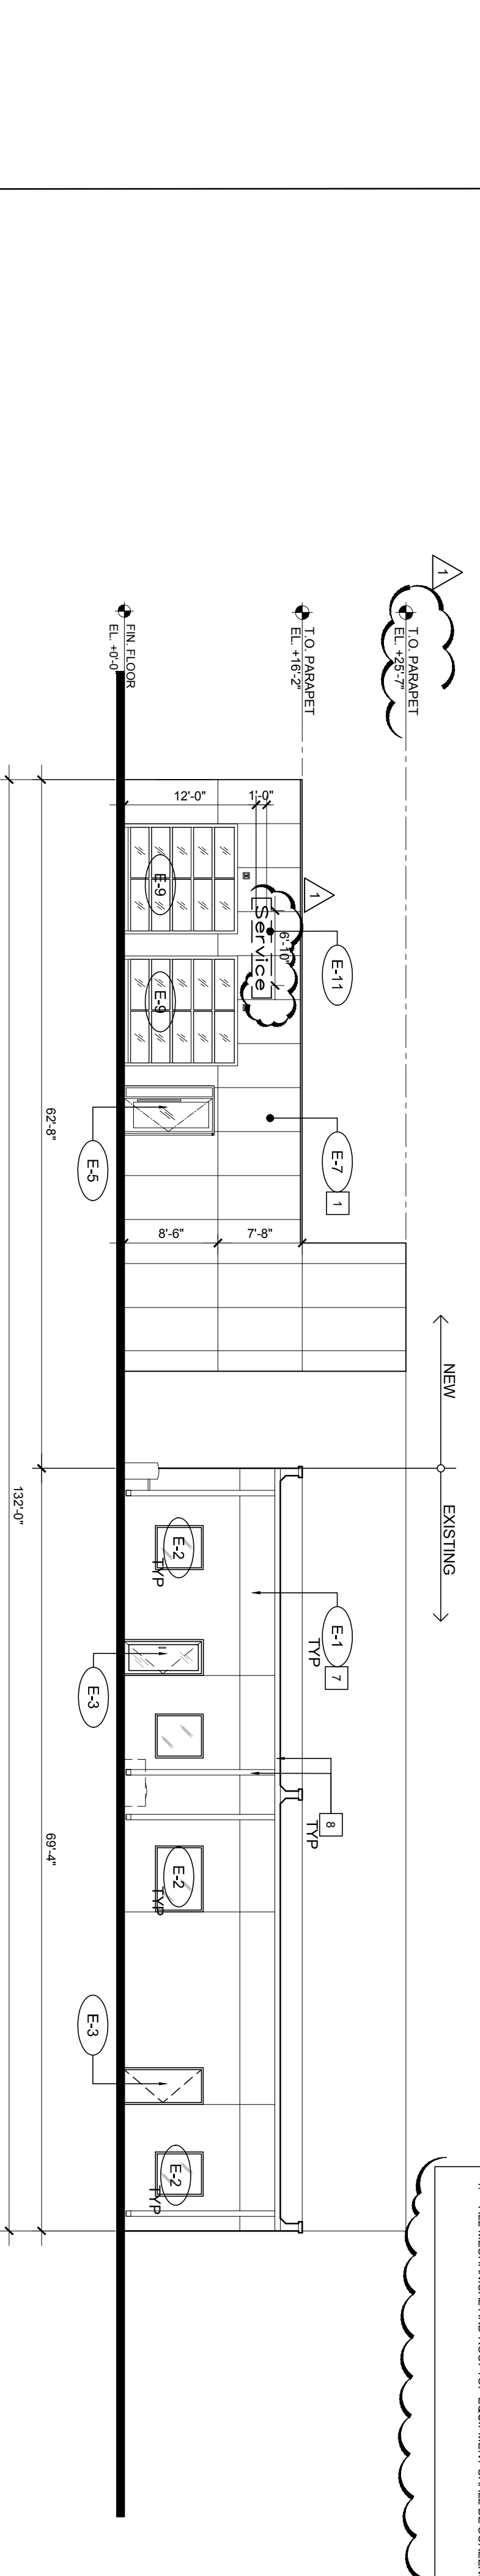 1
T.O. PARAPET
EL. +25'-7"
T.O. PARAPET
EL. +16'-2"
FIN. FLOOR
EL. +0'-0"
1
E-11
E-7
1
NEW
EXISTING
E-1
7
TYP
8
TYP
1'-0"
12'-0"
6'-10"
Service
E-9
E-9
7'-8"
8'-6"
E-2
TYP
E-2
TYP
E-2
TYP
E-5
E-3
E-3
62'-8"
69'-4"
132'-0"